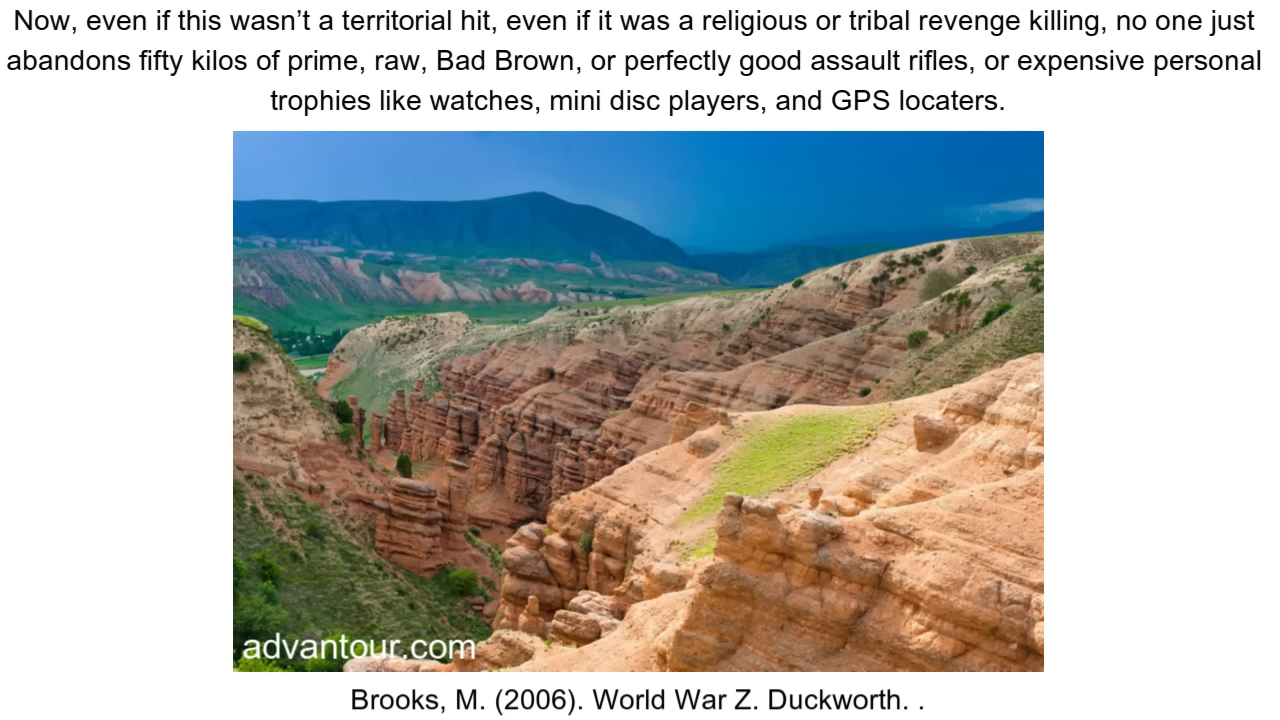 Now, even if this wasn’t a territorial hit, even if it was a religious or tribal revenge killing, no one just
abandons fifty kilos of prime, raw, Bad Brown, or perfectly good assault rifles, or expensive personal
trophies like watches, mini disc players, and GPS locaters.
advantour.com
Brooks, M. (2006). World War Z. Duckworth. .